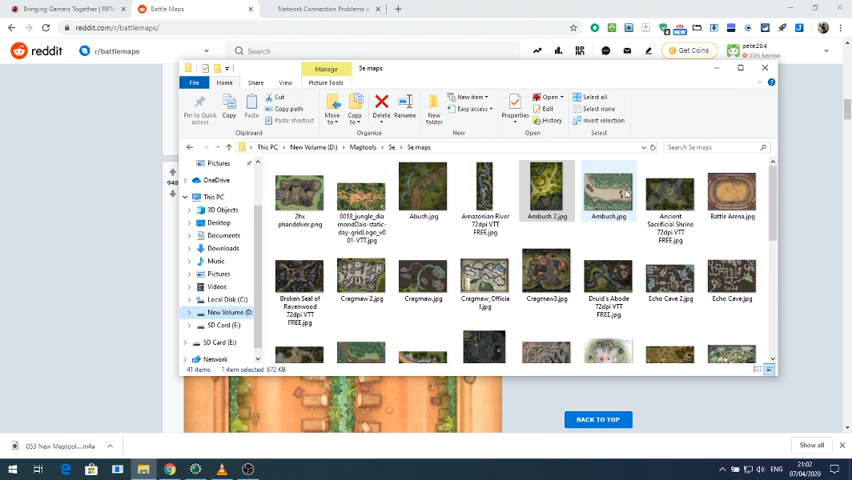 Bringing Gamers Together | RPT
Battle Maps
Network Connection Problems
reddit.com/r/battlemaps/
reddit
r/battlemaps
Search
Get Coins
pete284
305 karma
Manage
5e maps
File
Home
Share
View
Picture Tools
Pin to Quick access
Copy
Paste
Cut
Copy path
Paste shortcut
Clipboard
Move to
Copy to
Delete
Rename
Organize
New folder
New item
Easy access
New
Properties
Open
Edit
History
Open
Select all
Select none
Invert selection
Select
This PC
New Volume (D:)
Maptools
5e
5e maps
Search 5e maps
Pictures
OneDrive
This PC
3D Objects
Desktop
Documents
Downloads
Music
Pictures
Videos
Local Disk (C:)
New Volume (D:
SD Card (E:)
SD Card (E:)
Network
2hx phandelver.png
0018_jungle_dia
mondDais-static-
day-gridLogo_v0
01-VTT.jpg
Abush.jpg
Amazonian River
72dpi VTT
FREE.jpg
Ambush 2.jpg
Ambush.jpg
Ancient
Sacrificial Shrine
72dpi VTT
FREE.jpg
Battle Arena.jpg
Broken Seal of
Ravenwood
72dpi VTT
FREE.jpg
Cragmaw 2.jpg
Cragmaw.jpg
Cragmaw_Officia
l.jpg
Cragmaw3.jpg
Druid's Abode
72dpi VTT
FREE.jpg
Echo Cave 2.jpg
Echo Cave.jpg
41 items
1 item selected 672 KB
948
BACK TO TOP
053 New Maptool....m4a
Show all
ENG
21:02
07/04/2020